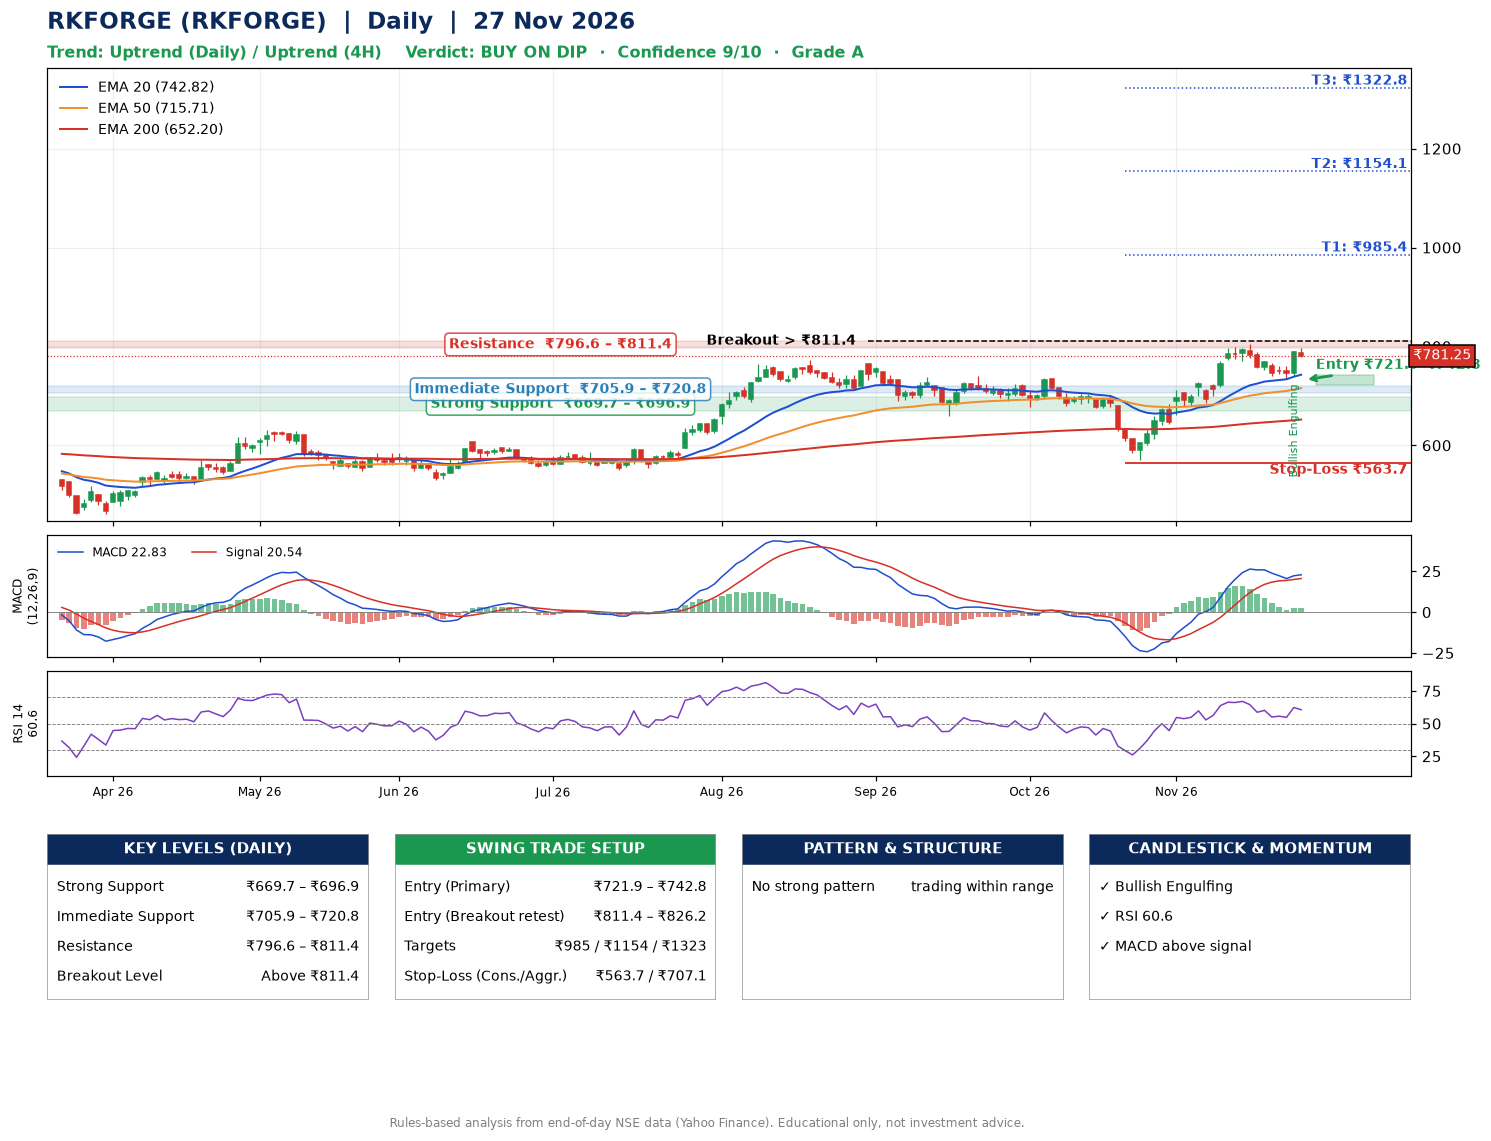 RKFORGE (RKFORGE)  |  Daily  |  27 Nov 2026
Trend: Uptrend (Daily) / Uptrend (4H)    Verdict: BUY ON DIP  ·  Confidence 9/10  ·  Grade A
EMA 20 (742.82)
EMA 50 (715.71)
EMA 200 (652.20)
T3: ₹1322.8
1200
T2: ₹1154.1
T1: ₹985.4
1000
Breakout > ₹811.4
Resistance  ₹796.6 – ₹811.4
₹781.25
Entry ₹721.
Immediate Support  ₹705.9 – ₹720.8
Strong Support  ₹669.7 – ₹696.9
Bullish Engulfing
600
Stop-Loss ₹563.7
MACD 22.83
Signal 20.54
MACD
(12,26,9)
25
0
−25
RSI 14
60.6
75
50
25
Apr 26
May 26
Jun 26
Jul 26
Aug 26
Sep 26
Oct 26
Nov 26
KEY LEVELS (DAILY)
Strong Support ₹669.7 – ₹696.9
Immediate Support ₹705.9 – ₹720.8
Resistance ₹796.6 – ₹811.4
Breakout Level Above ₹811.4
SWING TRADE SETUP
Entry (Primary) ₹721.9 – ₹742.8
Entry (Breakout retest) ₹811.4 – ₹826.2
Targets ₹985 / ₹1154 / ₹1323
Stop-Loss (Cons./Aggr.) ₹563.7 / ₹707.1
PATTERN & STRUCTURE
No strong pattern trading within range
CANDLESTICK & MOMENTUM
✓ Bullish Engulfing
✓ RSI 60.6
✓ MACD above signal
Rules-based analysis from end-of-day NSE data (Yahoo Finance). Educational only, not investment advice.